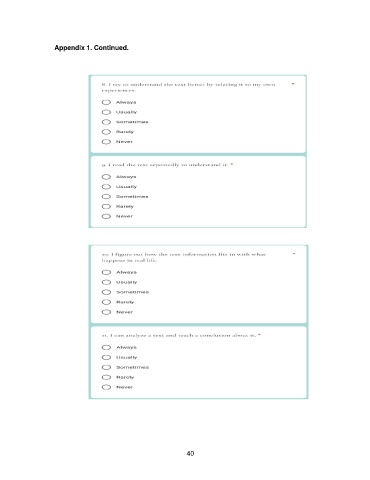 Appendix 1. Continued.
8. I try to understand the text better by relating it to my own *
experiences.
Always
Usually
Sometimes
Rarely
Never
9. I read the text repeatedly to understand it. *
Always
Usually
Sometimes
Rarely
Never
10. I figure out how the text information fits in with what *
happens in real life.
Always
Usually
Sometimes
Rarely
Never
11. I can analyze a text and reach a conclusion about it. *
Always
Usually
Sometimes
Rarely
Never
40